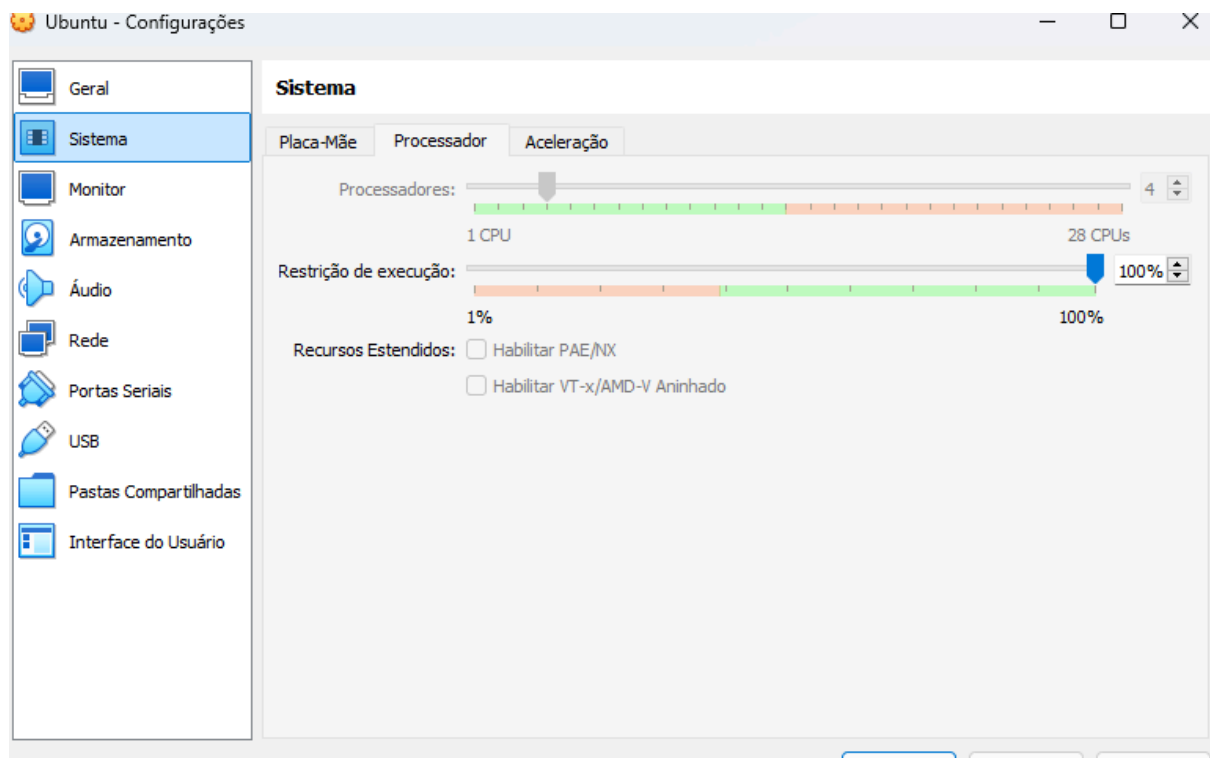 Ubuntu - Configurações
Geral
Sistema
Monitor
Armazenamento
Áudio
Rede
Portas Seriais
USB
Pastas Compartilhadas
Interface do Usuário
Sistema
Placa-Mãe Processador Aceleração
Processadores: 4
1 CPU 28 CPUs
Restrição de execução: 100%
1% 100%
Recursos Estendidos: Habilitar PAE/NX
Habilitar VT-x/AMD-V Aninhado